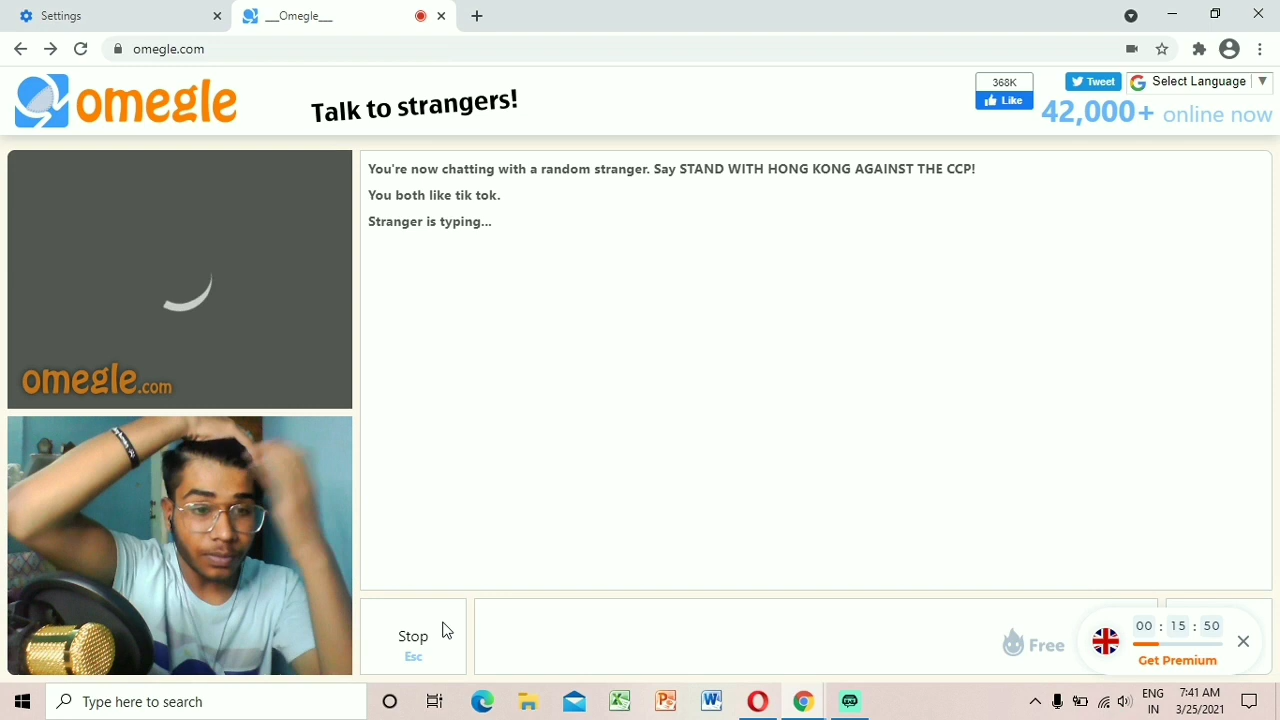 Settings
__Omegle__
omegle.com
omegle
Talk to strangers!
368K
Like
Tweet
Select Language
42,000+ online now
You're now chatting with a random stranger. Say STAND WITH HONG KONG AGAINST THE CCP!
You both like tik tok.
Stranger is typing...
omegle.com
Stop
Esc
Free
00 : 15 : 50
Get Premium
Type here to search
ENG
IN
7:41 AM
3/25/2021